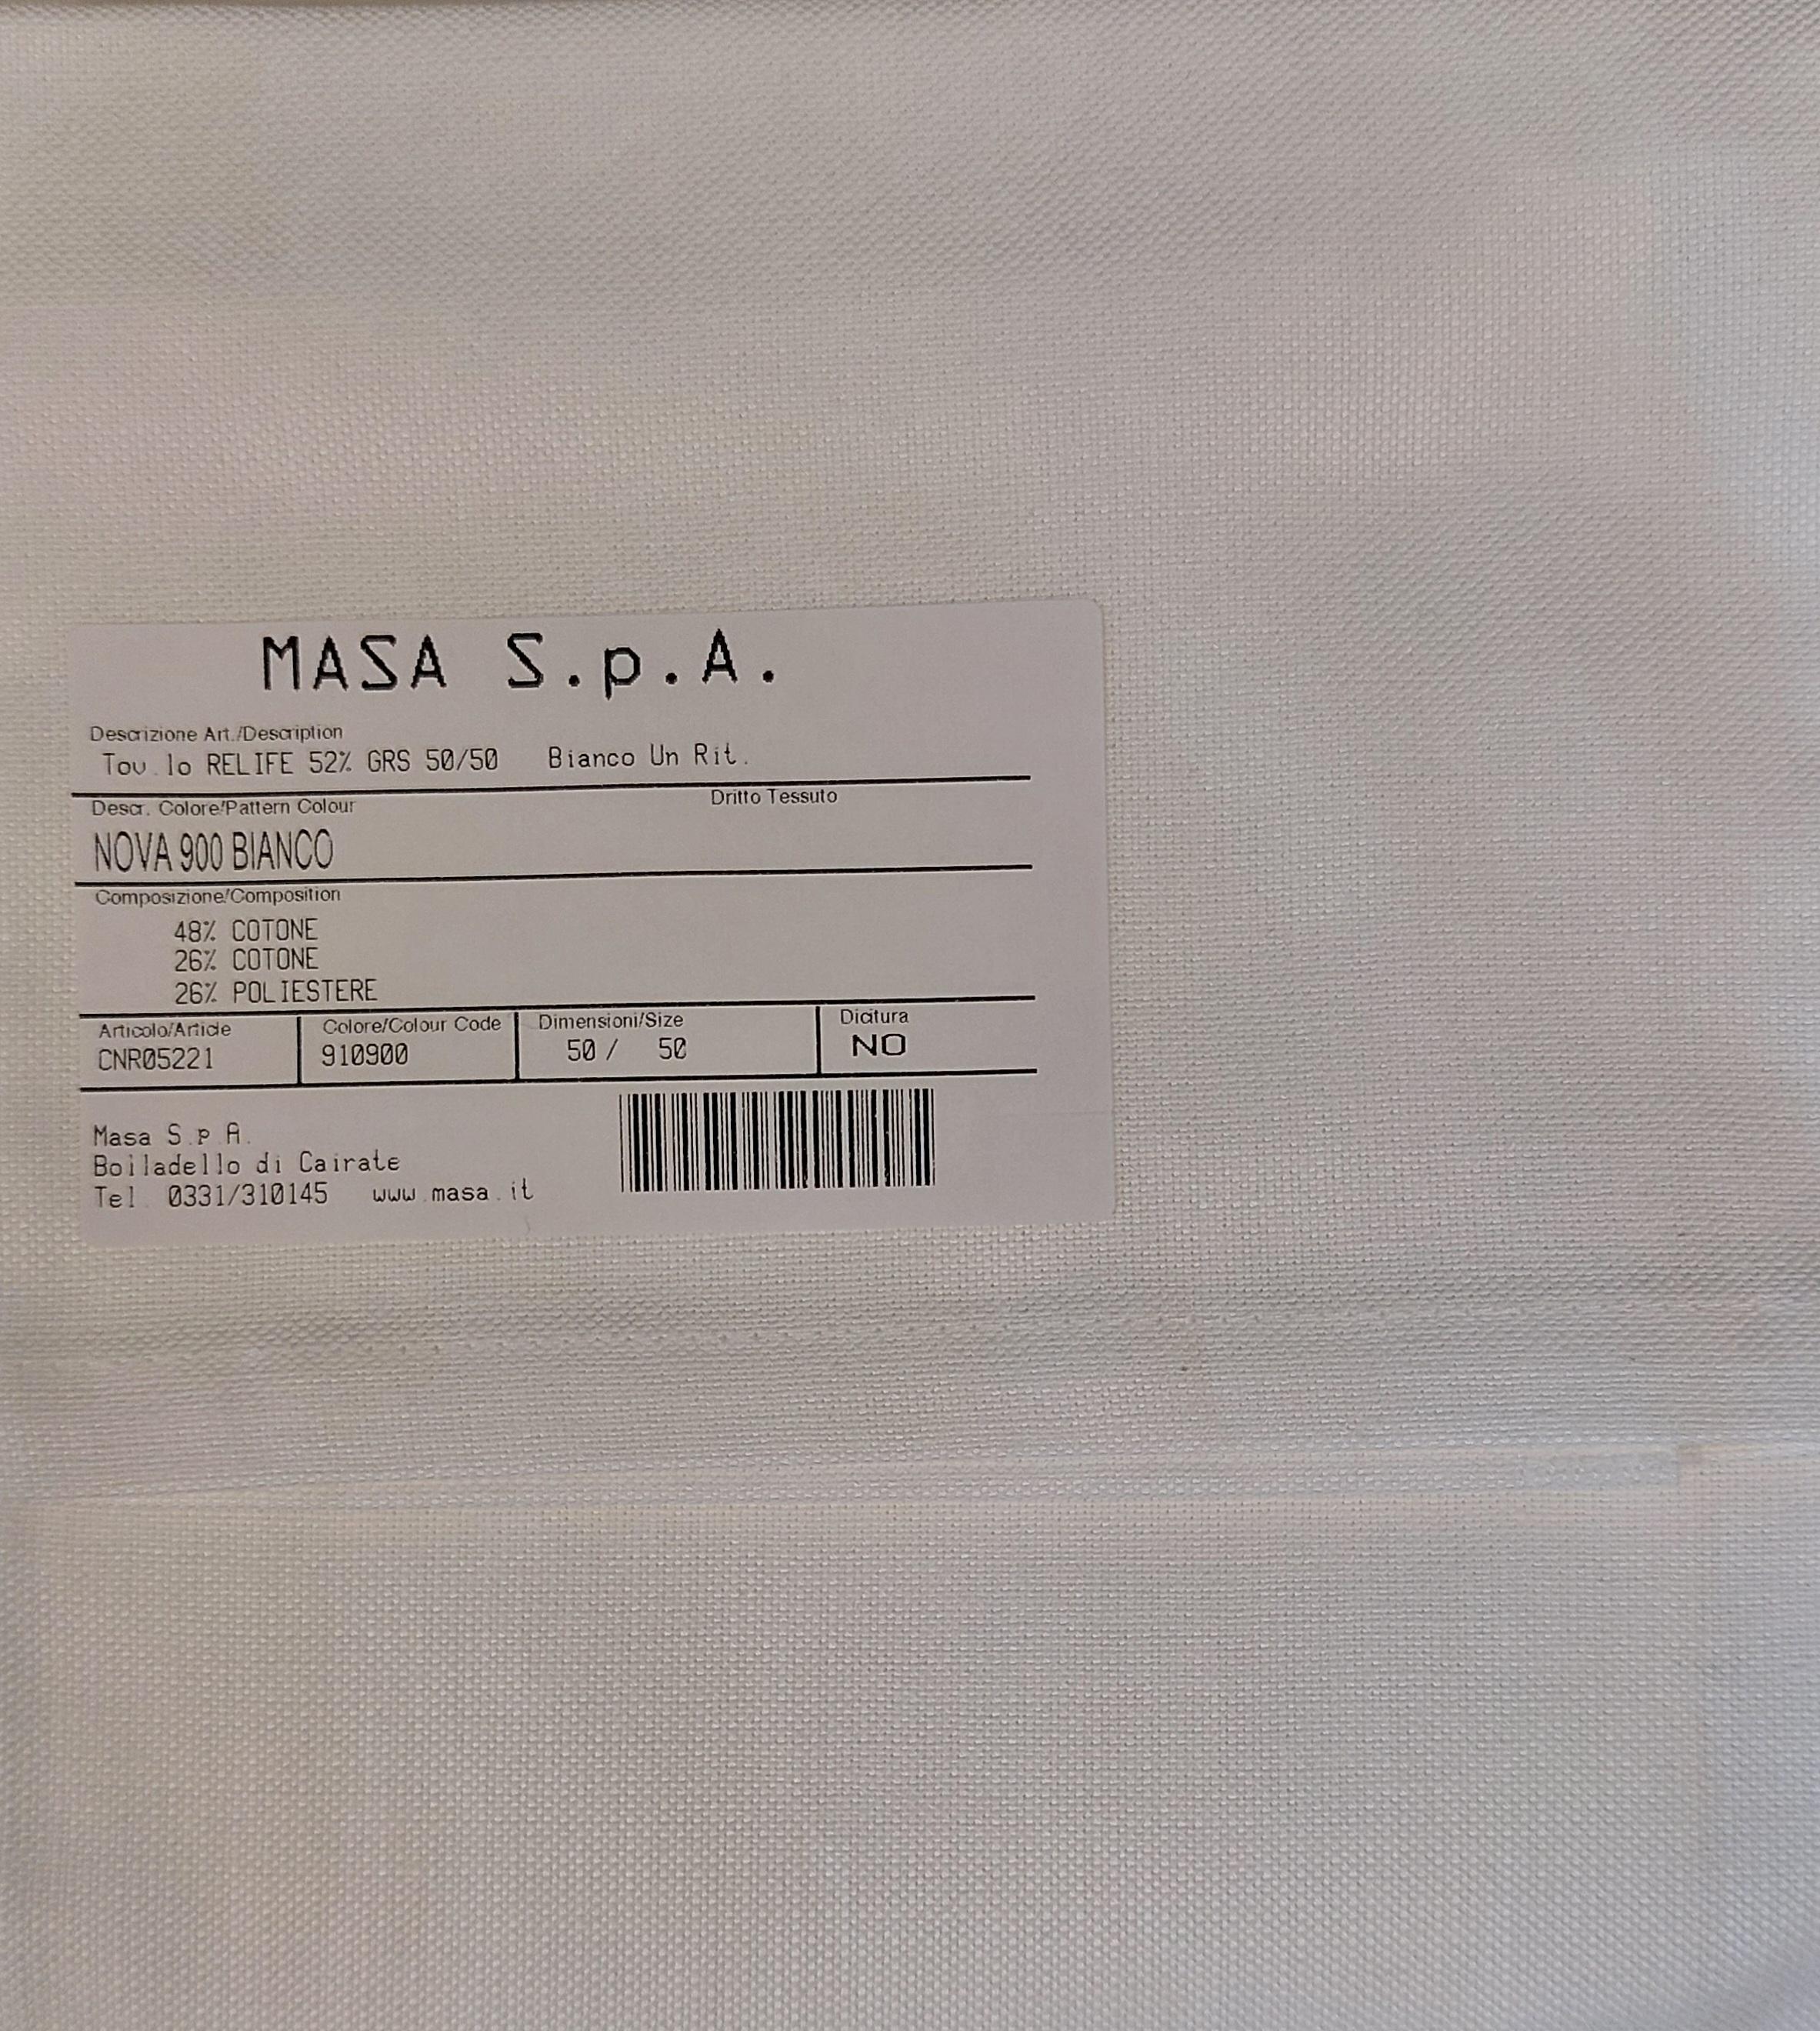 MASA S.p.A.
Descrizione Art./Description
Tov.lo RELIFE 52% GRS 50/50 Bianco Un Rit.
Descr. Colore/Pattern Colour Dritto Tessuto
NOVA 900 BIANCO
Composizione/Composition
48% COTONE
26% COTONE
26% POLIESTERE
Articolo/Article Colore/Colour Code Dimensioni/Size Dicitura
CNR05221 910900 50 / 50 NO
Masa S.p.A.
Bolladello di Cairate
Tel. 0331/310145 www.masa.it